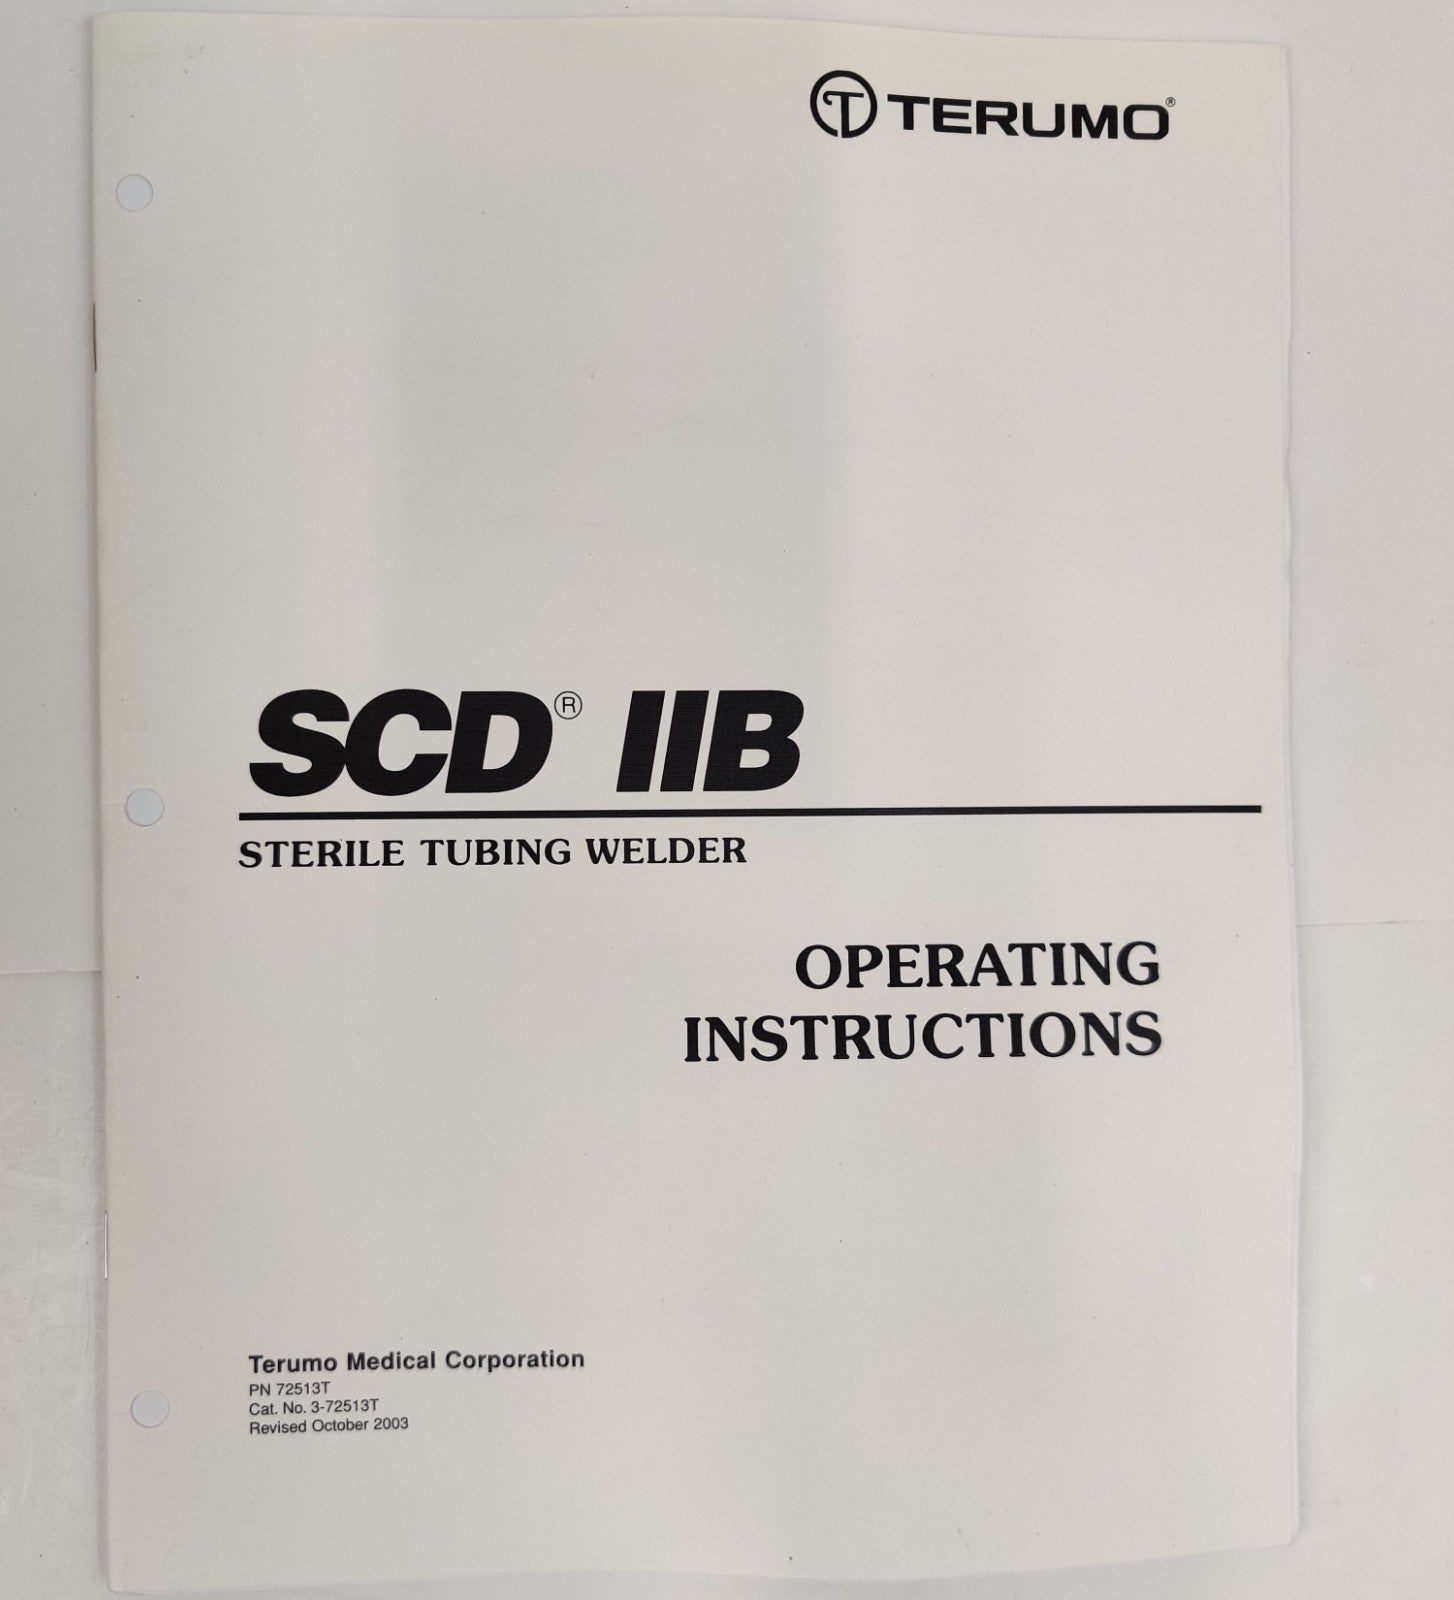 TERUMO®
SCD® IIB
STERILE TUBING WELDER
OPERATING
INSTRUCTIONS
Terumo Medical Corporation
PN 72513T
Cat. No. 3-72513T
Revised October 2003